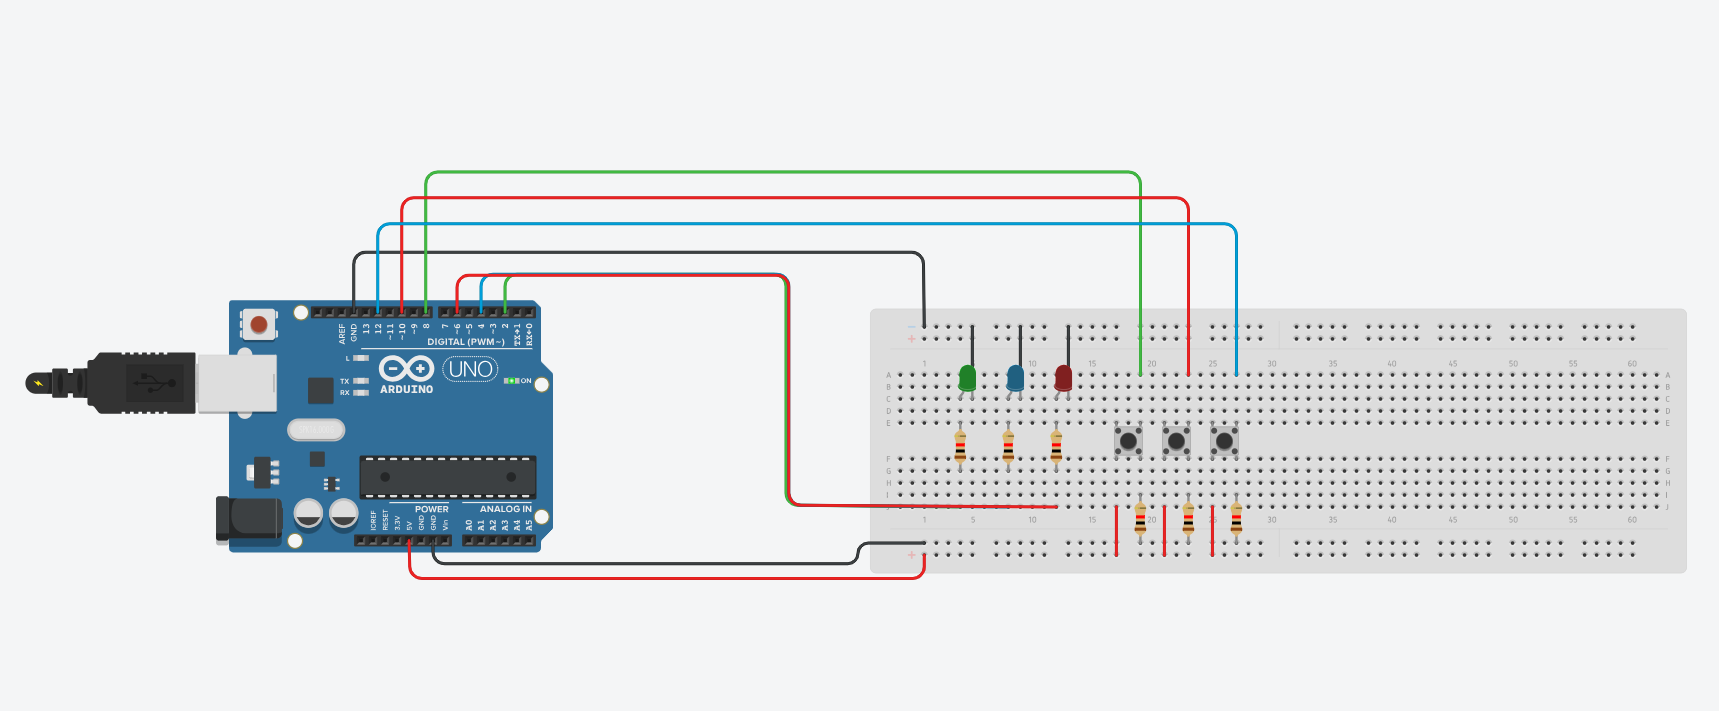 AREF
GND
13
12
~11
~10
~9
8
7
~6
~5
4
~3
2
TX→1
RX←0
DIGITAL (PWM~)
L
TX
RX
ARDUINO
UNO
ON
POWER
ANALOG IN
IOREF
RESET
3.3V
5V
GND
GND
Vin
A0
A1
A2
A3
A4
A5
- +
1 5 10 15 20 25 30 35 40 45 50 55 60
A A
B B
C C
D D
E E
F F
G G
H H
I I
J J
1 5 10 15 20 25 30 35 40 45 50 55 60
+